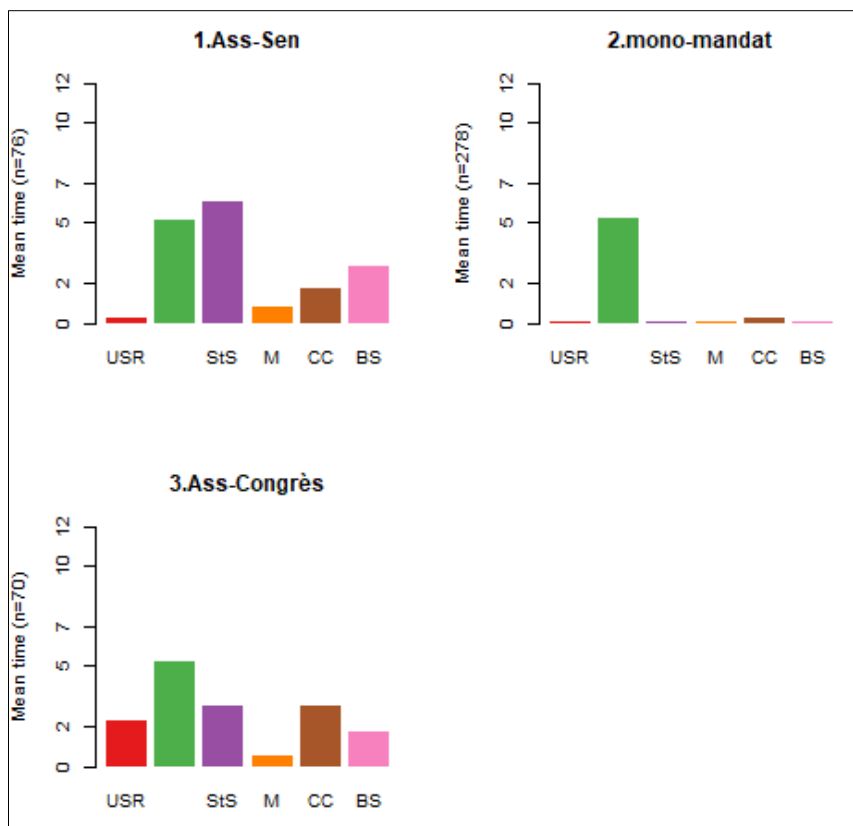 1.Ass-Sen
Mean time (n=76)
12
10
7
5
2
0
USR StS M CC BS
2.mono-mandat
Mean time (n=278)
12
10
7
5
2
0
USR StS M CC BS
3.Ass-Congrès
Mean time (n=70)
12
10
7
5
2
0
USR StS M CC BS